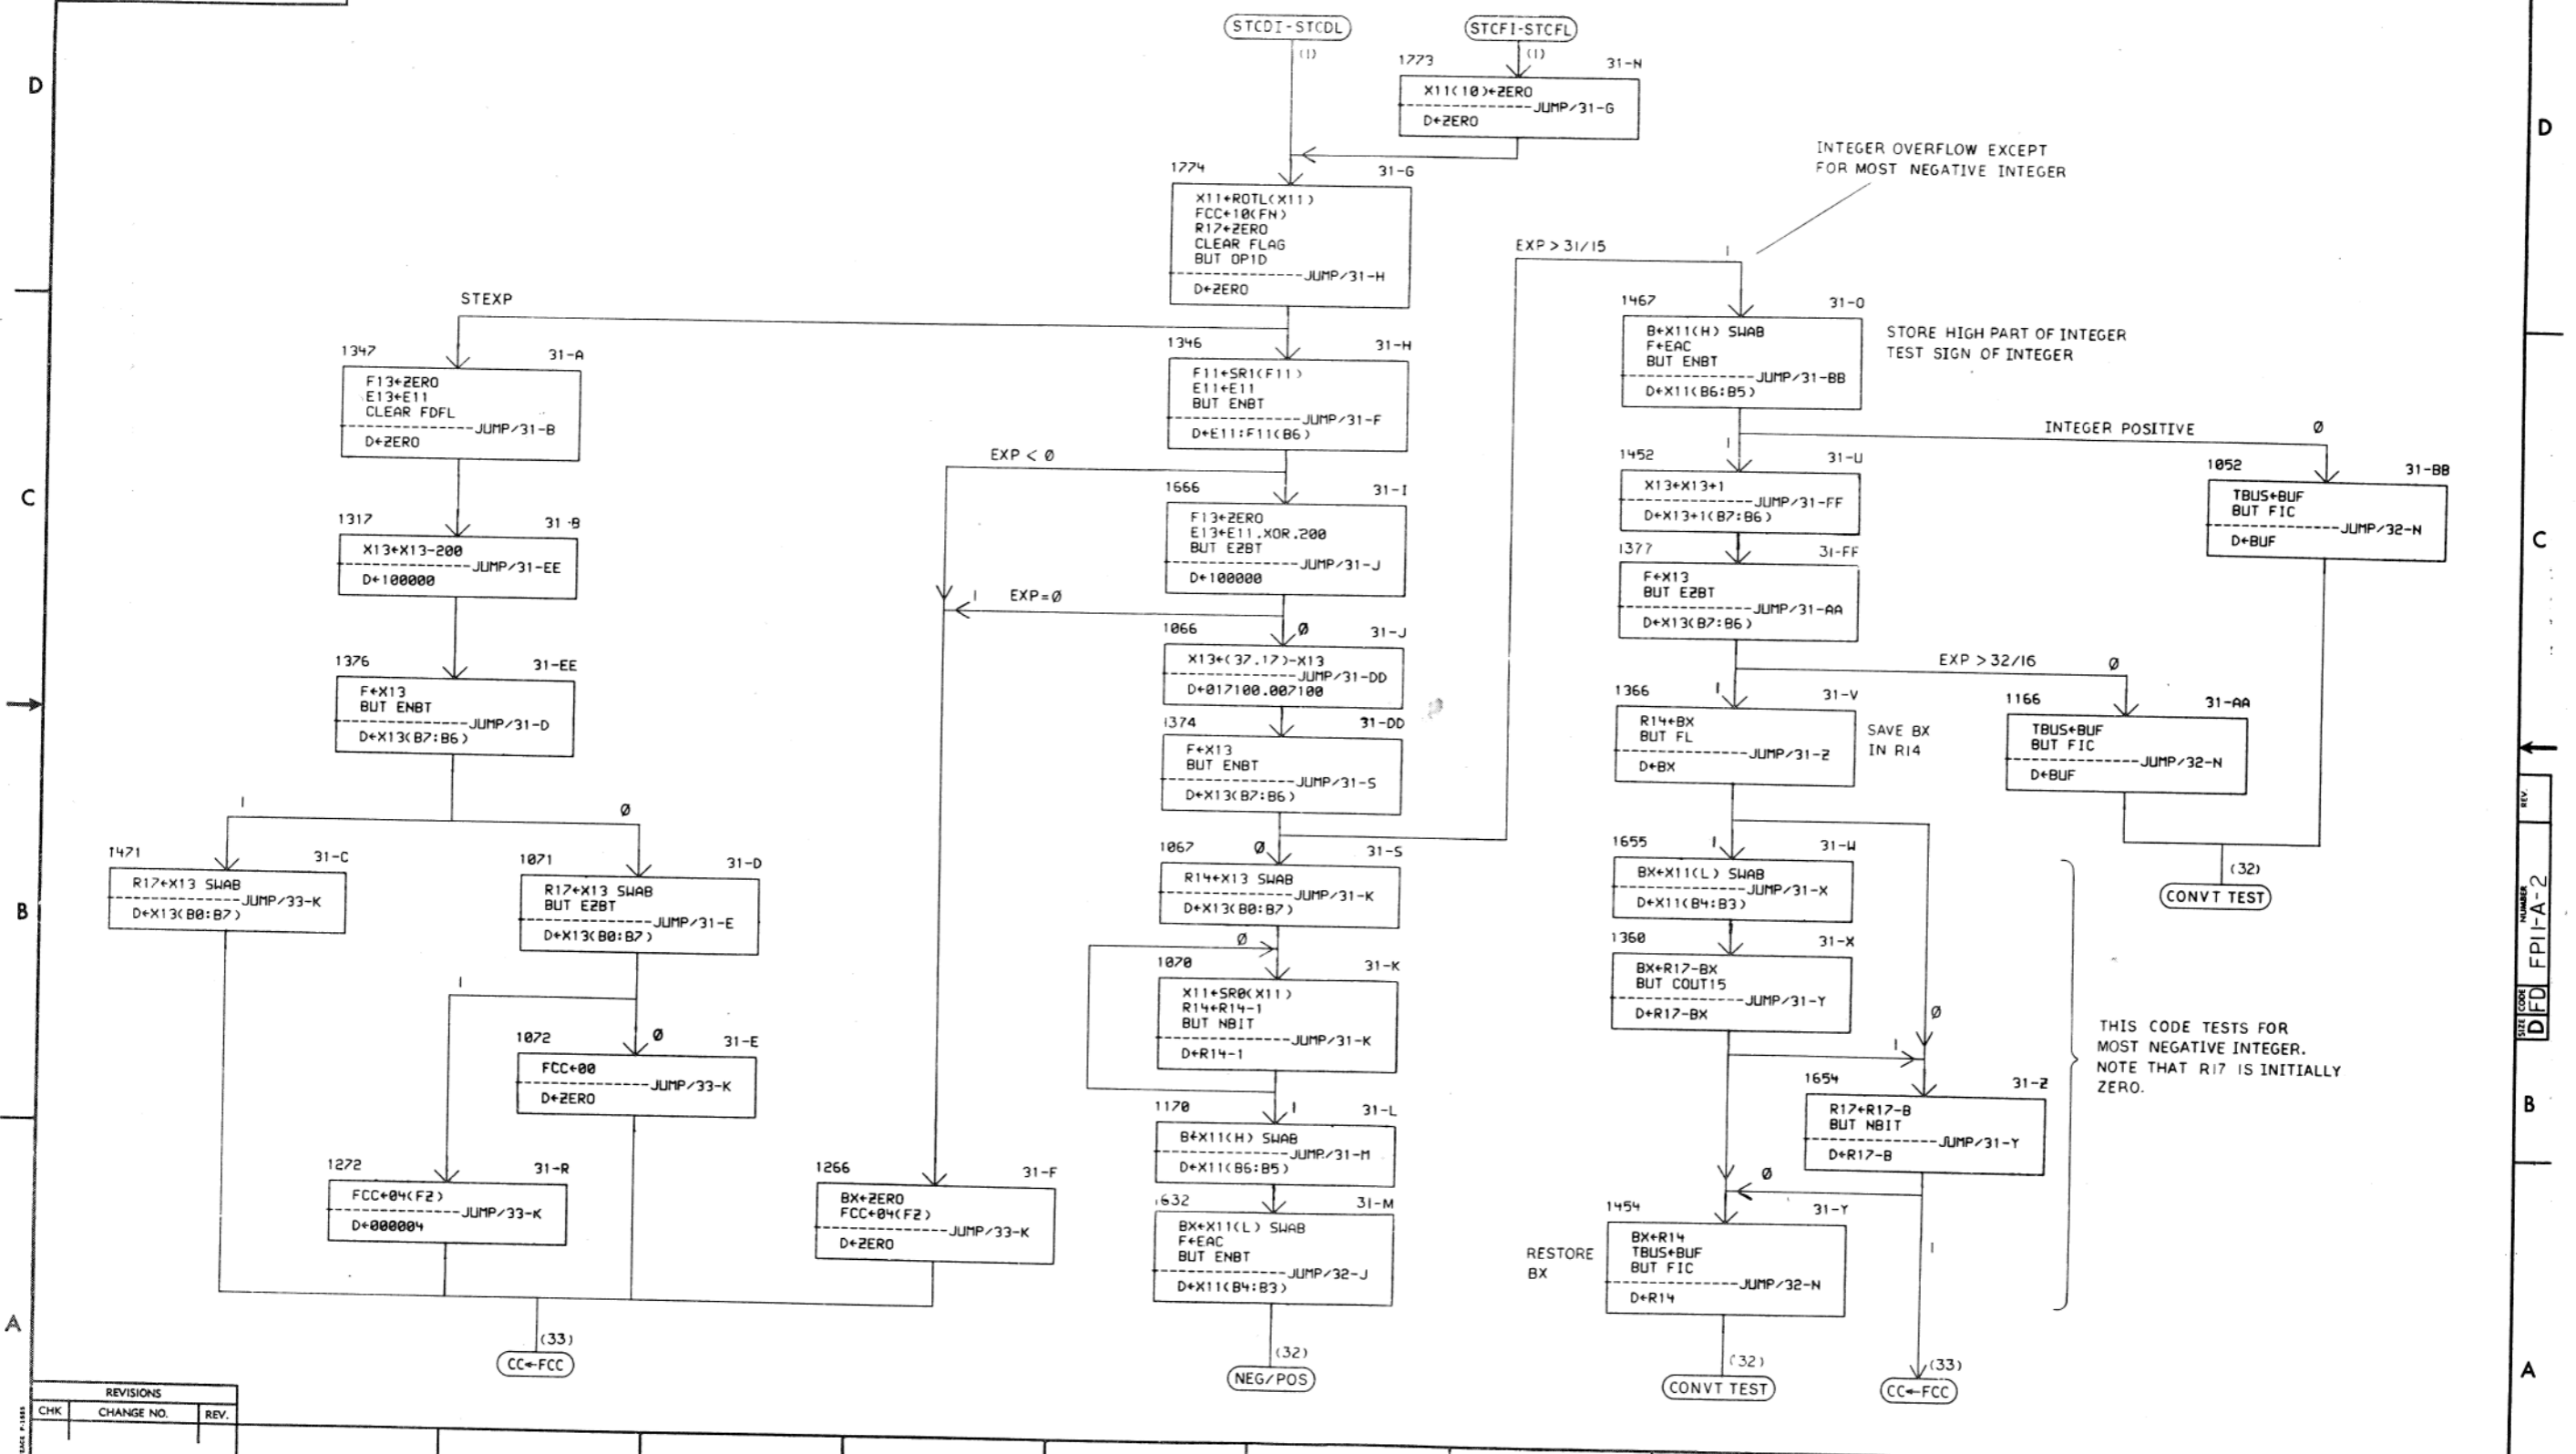 STCDI-STCDL
(1)
STCFI-STCFL
(1)
1773 31-N
X11(10)←ZERO
JUMP/31-G
D←ZERO
1774 31-G
X11←ROTL(X11)
FCC←10(FN)
R17←ZERO
CLEAR FLAG
BUT OP1D
JUMP/31-H
D←ZERO
INTEGER OVERFLOW EXCEPT
FOR MOST NEGATIVE INTEGER
STEXP
1347 31-A
F13←ZERO
E13←E11
CLEAR FDFL
JUMP/31-B
D←ZERO
1317 31-B
X13←X13-200
JUMP/31-EE
D←100000
1376 31-EE
F←X13
BUT ENBT
JUMP/31-D
D←X13(B7:B6)
1
Ø
1471 31-C
R17←X13 SWAB
JUMP/33-K
D←X13(B0:B7)
1071 31-D
R17←X13 SWAB
BUT EZBT
JUMP/31-E
D←X13(B0:B7)
1
Ø
1072 31-E
FCC←00
JUMP/33-K
D←ZERO
1272 31-R
FCC←04(FZ)
JUMP/33-K
D←000004
(33)
CC←FCC
1346 31-H
F11←SR1(F11)
E11←E11
BUT ENBT
JUMP/31-F
D←E11:F11(B6)
EXP < Ø
1666 31-I
F13←ZERO
E13←E11.XOR.200
BUT EZBT
JUMP/31-J
D←100000
1 EXP=Ø
Ø
1066 31-J
X13←(37.17)-X13
JUMP/31-DD
D←017100.007100
1374 31-DD
F←X13
BUT ENBT
JUMP/31-S
D←X13(B7:B6)
Ø
1067 31-S
R14←X13 SWAB
JUMP/31-K
D←X13(B0:B7)
Ø
1070 31-K
X11←SR0(X11)
R14←R14-1
BUT NBIT
JUMP/31-K
D←R14-1
1
1170 31-L
B←X11(H) SWAB
JUMP/31-M
D←X11(B6:B5)
1632 31-M
BX←X11(L) SWAB
F←EAC
BUT ENBT
JUMP/32-J
D←X11(B4:B3)
(32)
NEG/POS
1266 31-F
BX←ZERO
FCC←04(FZ)
JUMP/33-K
D←ZERO
EXP > 31/15 1
1467 31-O
B←X11(H) SWAB
F←EAC
BUT ENBT
JUMP/31-BB
D←X11(B6:B5)
STORE HIGH PART OF INTEGER
TEST SIGN OF INTEGER
INTEGER POSITIVE Ø
1
1452 31-U
X13←X13+1
JUMP/31-FF
D←X13+1(B7:B6)
1052 31-BB
TBUS←BUF
BUT FIC
JUMP/32-N
D←BUF
1377 31-FF
F←X13
BUT EZBT
JUMP/31-AA
D←X13(B7:B6)
EXP > 32/16 Ø
1
1366 31-V
R14←BX
BUT FL
JUMP/31-Z
D←BX
SAVE BX
IN R14
1166 31-AA
TBUS←BUF
BUT FIC
JUMP/32-N
D←BUF
(32)
CONVT TEST
1
1655 31-W
BX←X11(L) SWAB
JUMP/31-X
D←X11(B4:B3)
1360 31-X
BX←R17-BX
BUT COUT15
JUMP/31-Y
D←R17-BX
Ø
1
1654 31-Z
R17←R17-B
BUT NBIT
JUMP/31-Y
D←R17-B
THIS CODE TESTS FOR
MOST NEGATIVE INTEGER.
NOTE THAT R17 IS INITIALLY
ZERO.
Ø
1
1454 31-Y
BX←R14
TBUS←BUF
BUT FIC
JUMP/32-N
D←R14
RESTORE
BX
(32)
CONVT TEST
(33)
CC←FCC
D
C
B
A
D
C
B
A
REV.
NUMBER
FP11-A-2
SIZE CODE
D FD
REVISIONS
CHK CHANGE NO. REV.